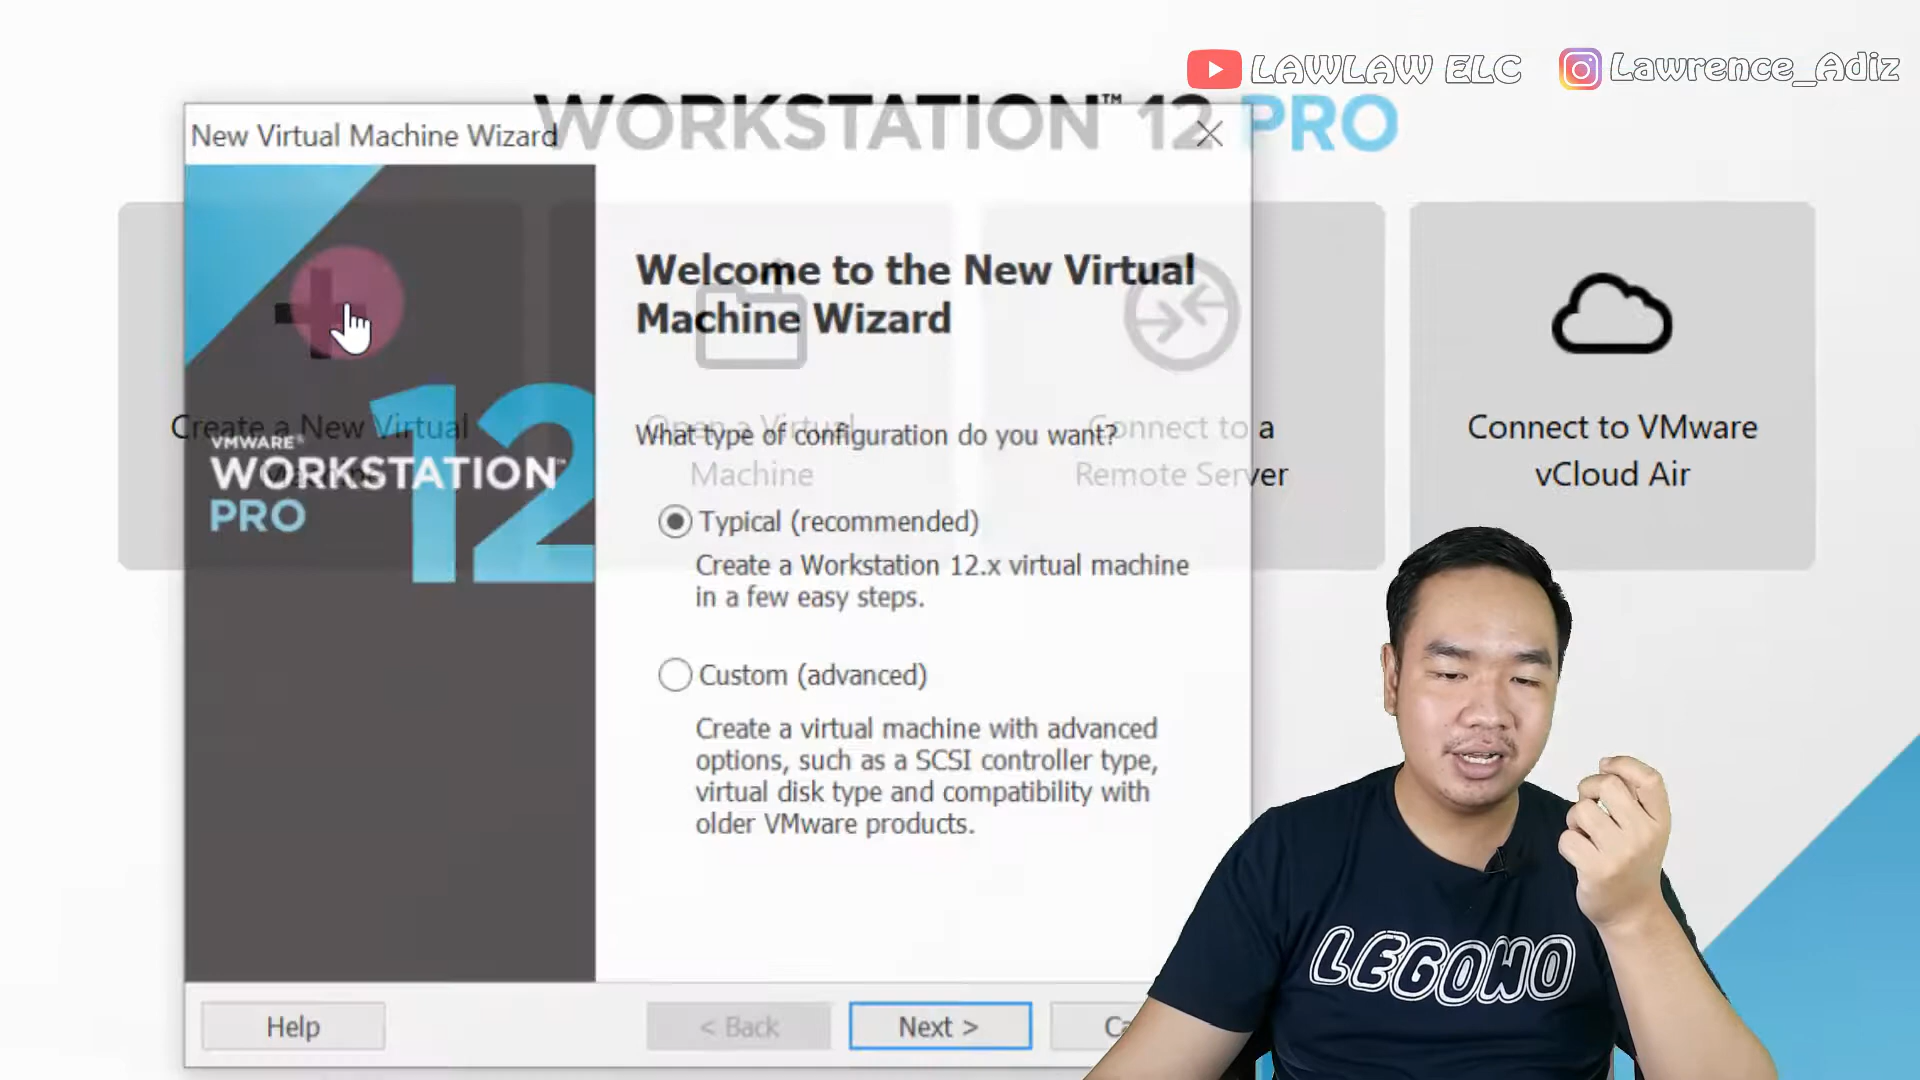 LAWLAW ELC
Lawrence_Adiz
WORKSTATION™ 12 PRO
New Virtual Machine Wizard
Welcome to the New Virtual
Machine Wizard
Create a New Virtual
Open a Virtual
Machine
Connect to a
Remote Server
Connect to VMware
vCloud Air
What type of configuration do you want?
VMWARE®
WORKSTATION™
PRO
12
Typical (recommended)
Create a Workstation 12.x virtual machine
in a few easy steps.
Custom (advanced)
Create a virtual machine with advanced
options, such as a SCSI controller type,
virtual disk type and compatibility with
older VMware products.
LEGOWO
Help
< Back
Next >